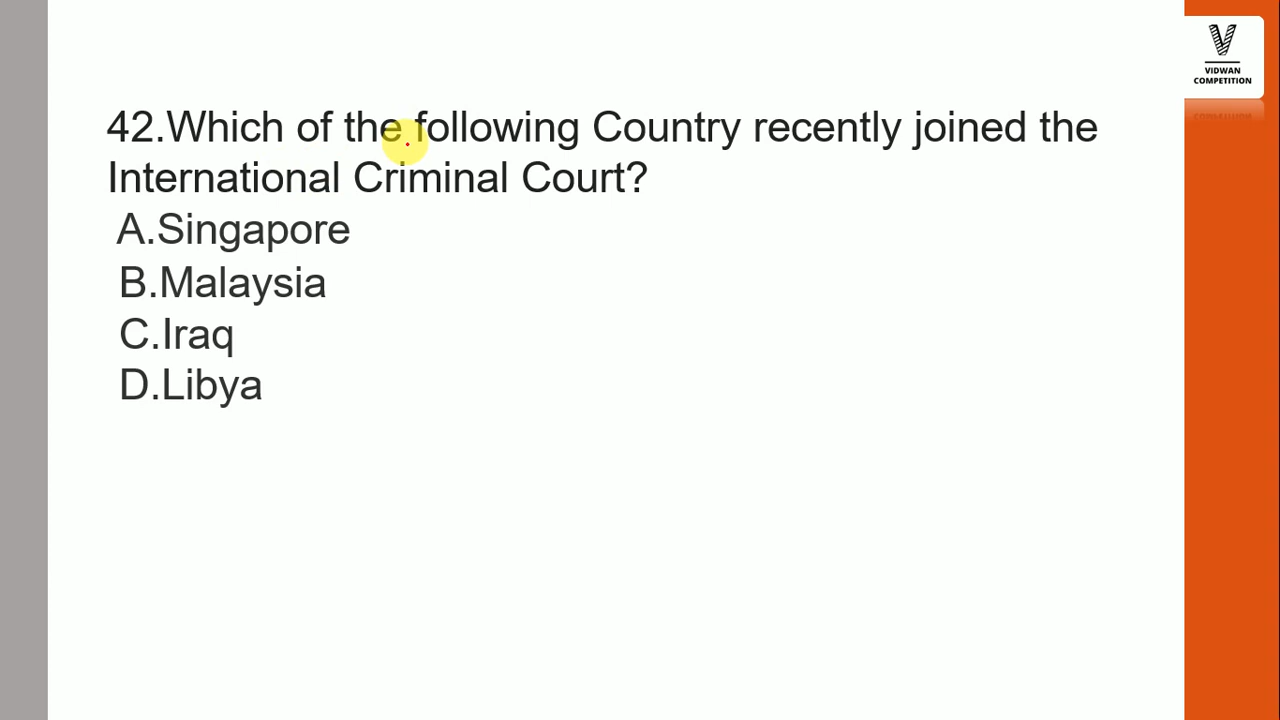 VIDWAN
COMPETITION
42.Which of the following Country recently joined the
International Criminal Court?
A.Singapore
B.Malaysia
C.Iraq
D.Libya